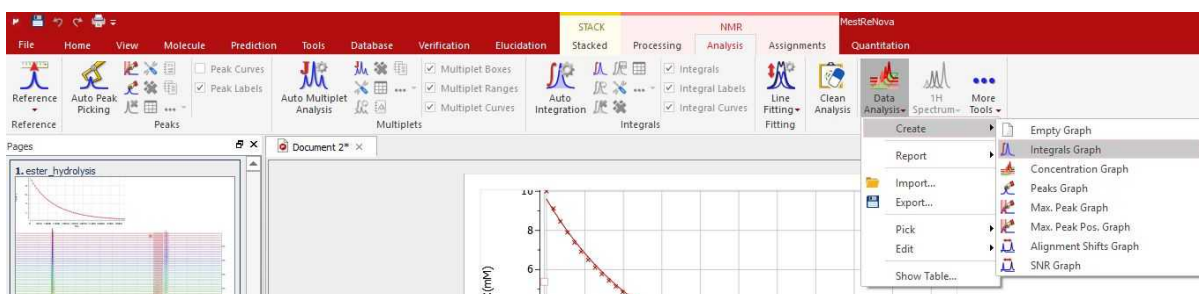 STACK NMR MestReNova
File Home View Molecule Prediction Tools Database Verification Elucidation Stacked Processing Analysis Assignments Quantitation
Reference
Reference
Auto Peak
Picking
Peak Curves
Peak Labels
Peaks
Auto Multiplet
Analysis
Multiplet Boxes
Multiplet Ranges
Multiplet Curves
Multiplets
Auto
Integration
Integrals
Integral Labels
Integral Curves
Integrals
Line
Fitting
Fitting
Clean
Analysis
Data
Analysis
1H
Spectrum
More
Tools
Create
Report
Import...
Export...
Pick
Edit
Show Table...
Empty Graph
Integrals Graph
Concentration Graph
Peaks Graph
Max. Peak Graph
Max. Peak Pos. Graph
Alignment Shifts Graph
SNR Graph
Pages
Document 2*
1. ester_hydrolysis
10
8
6
(mM)